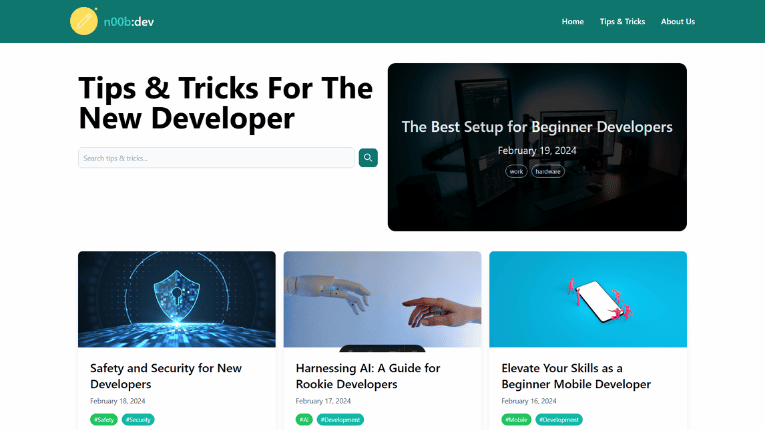 n00b:dev
Home Tips & Tricks About Us
Tips & Tricks For The
New Developer
Search tips & tricks...
The Best Setup for Beginner Developers
February 19, 2024
work hardware
Safety and Security for New
Developers
February 18, 2024
#Safety #Security
Harnessing AI: A Guide for
Rookie Developers
February 17, 2024
#AI #Development
Elevate Your Skills as a
Beginner Mobile Developer
February 16, 2024
#Mobile #Development